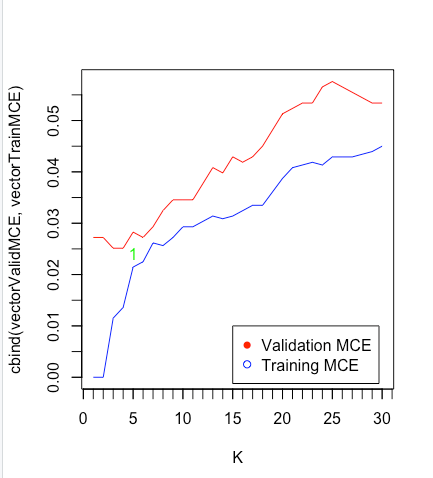 cbind(vectorValidMCE, vectorTrainMCE)
0.05
0.04
0.03
0.02
0.01
0.00
1
Validation MCE
Training MCE
0 5 10 15 20 25 30
K